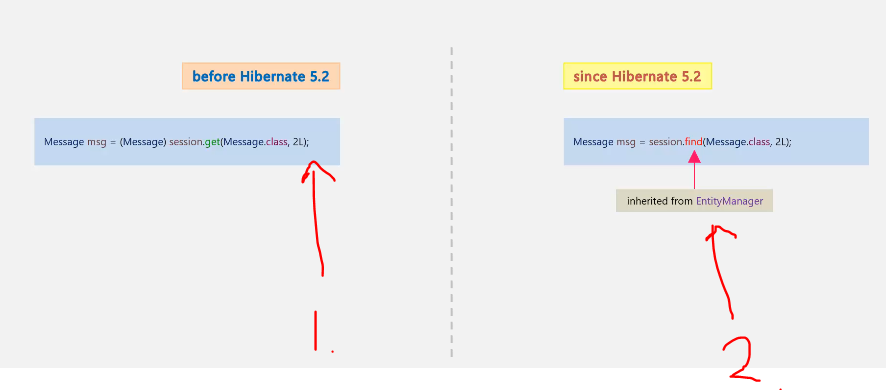 before Hibernate 5.2
Message msg = (Message) session.get(Message.class, 2L);
1.
since Hibernate 5.2
Message msg = session.find(Message.class, 2L);
inherited from EntityManager
2.